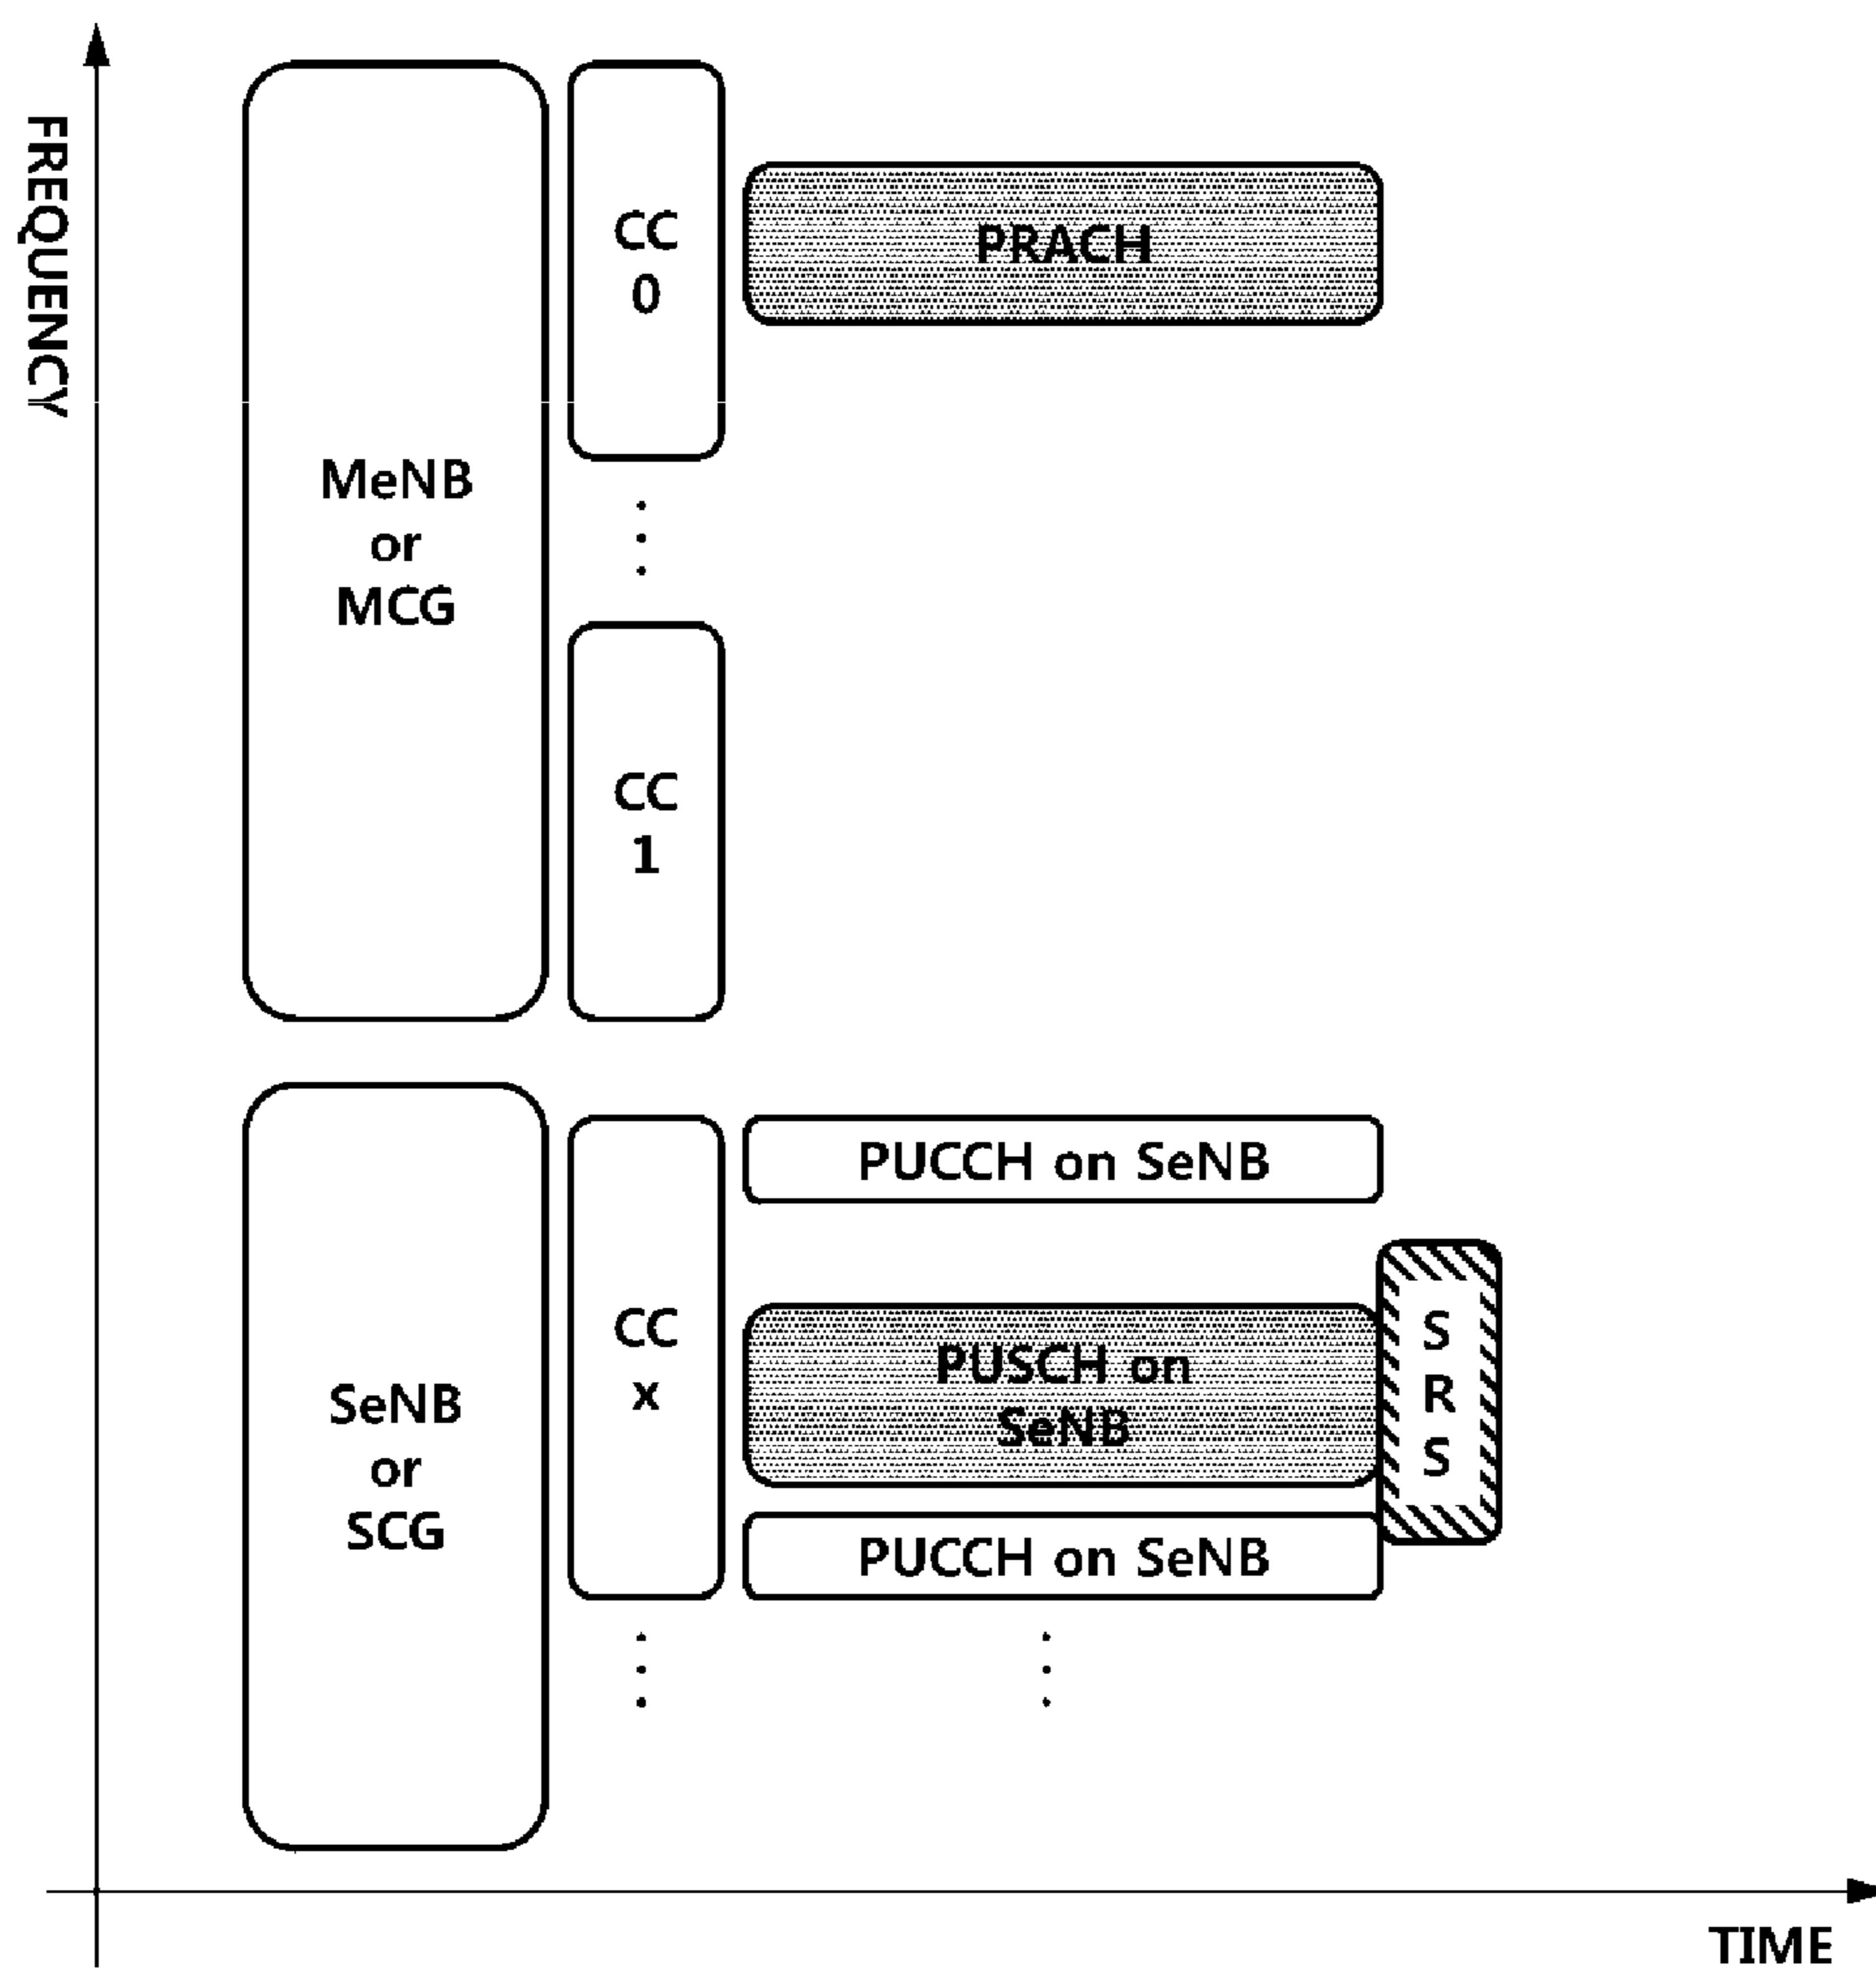 FREQUENCY
MeNB
or
MCG
CC
0
PRACH
CC
1
SeNB
or
SCG
CC
x
PUCCH on SeNB
PUSCH on
SeNB
PUCCH on SeNB
S
R
S
TIME